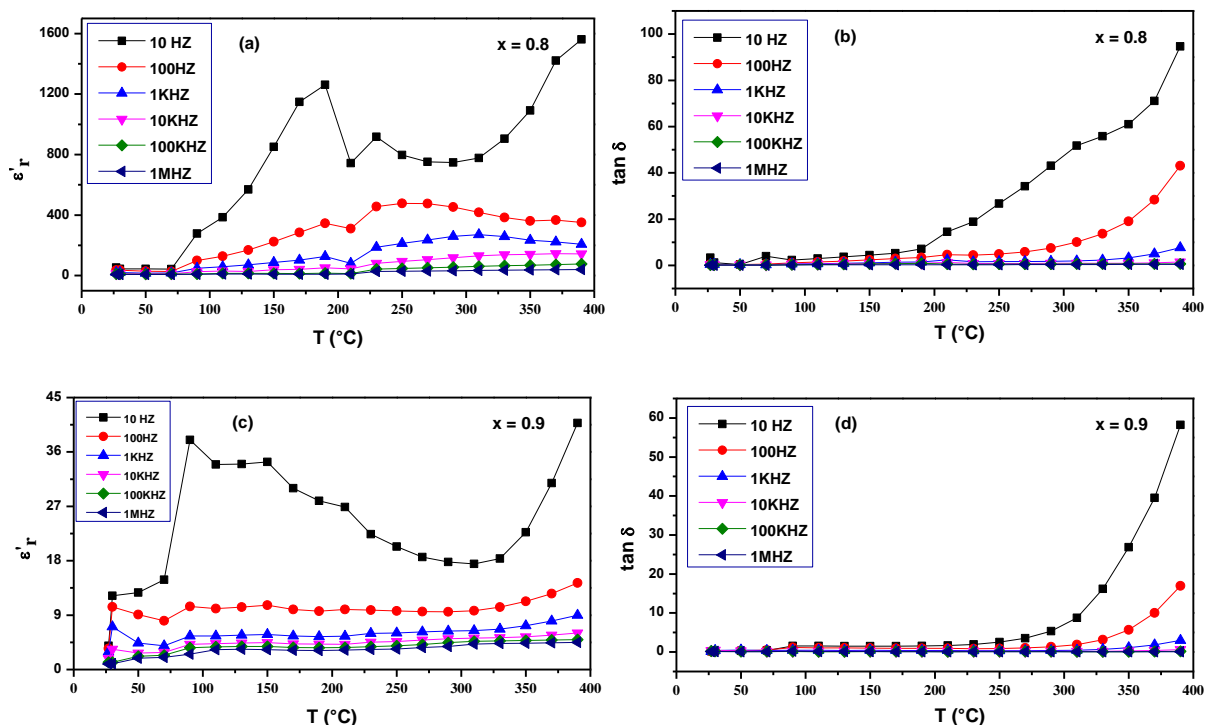 (a)
x = 0.8
10 HZ
100HZ
1KHZ
10KHZ
100KHZ
1MHZ
1600
1200
800
400
0
0 50 100 150 200 250 300 350 400
ε'r
T (°C)
(b)
x = 0.8
10 HZ
100HZ
1KHZ
10KHZ
100KHZ
1MHZ
100
80
60
40
20
0
0 50 100 150 200 250 300 350 400
tan δ
T (°C)
(c)
x = 0.9
10 HZ
100HZ
1KHZ
10KHZ
100KHZ
1MHZ
45
36
27
18
9
0
0 50 100 150 200 250 300 350 400
ε'r
T (°C)
(d)
x = 0.9
10 HZ
100HZ
1KHZ
10KHZ
100KHZ
1MHZ
60
50
40
30
20
10
0
0 50 100 150 200 250 300 350 400
tan δ
T (°C)